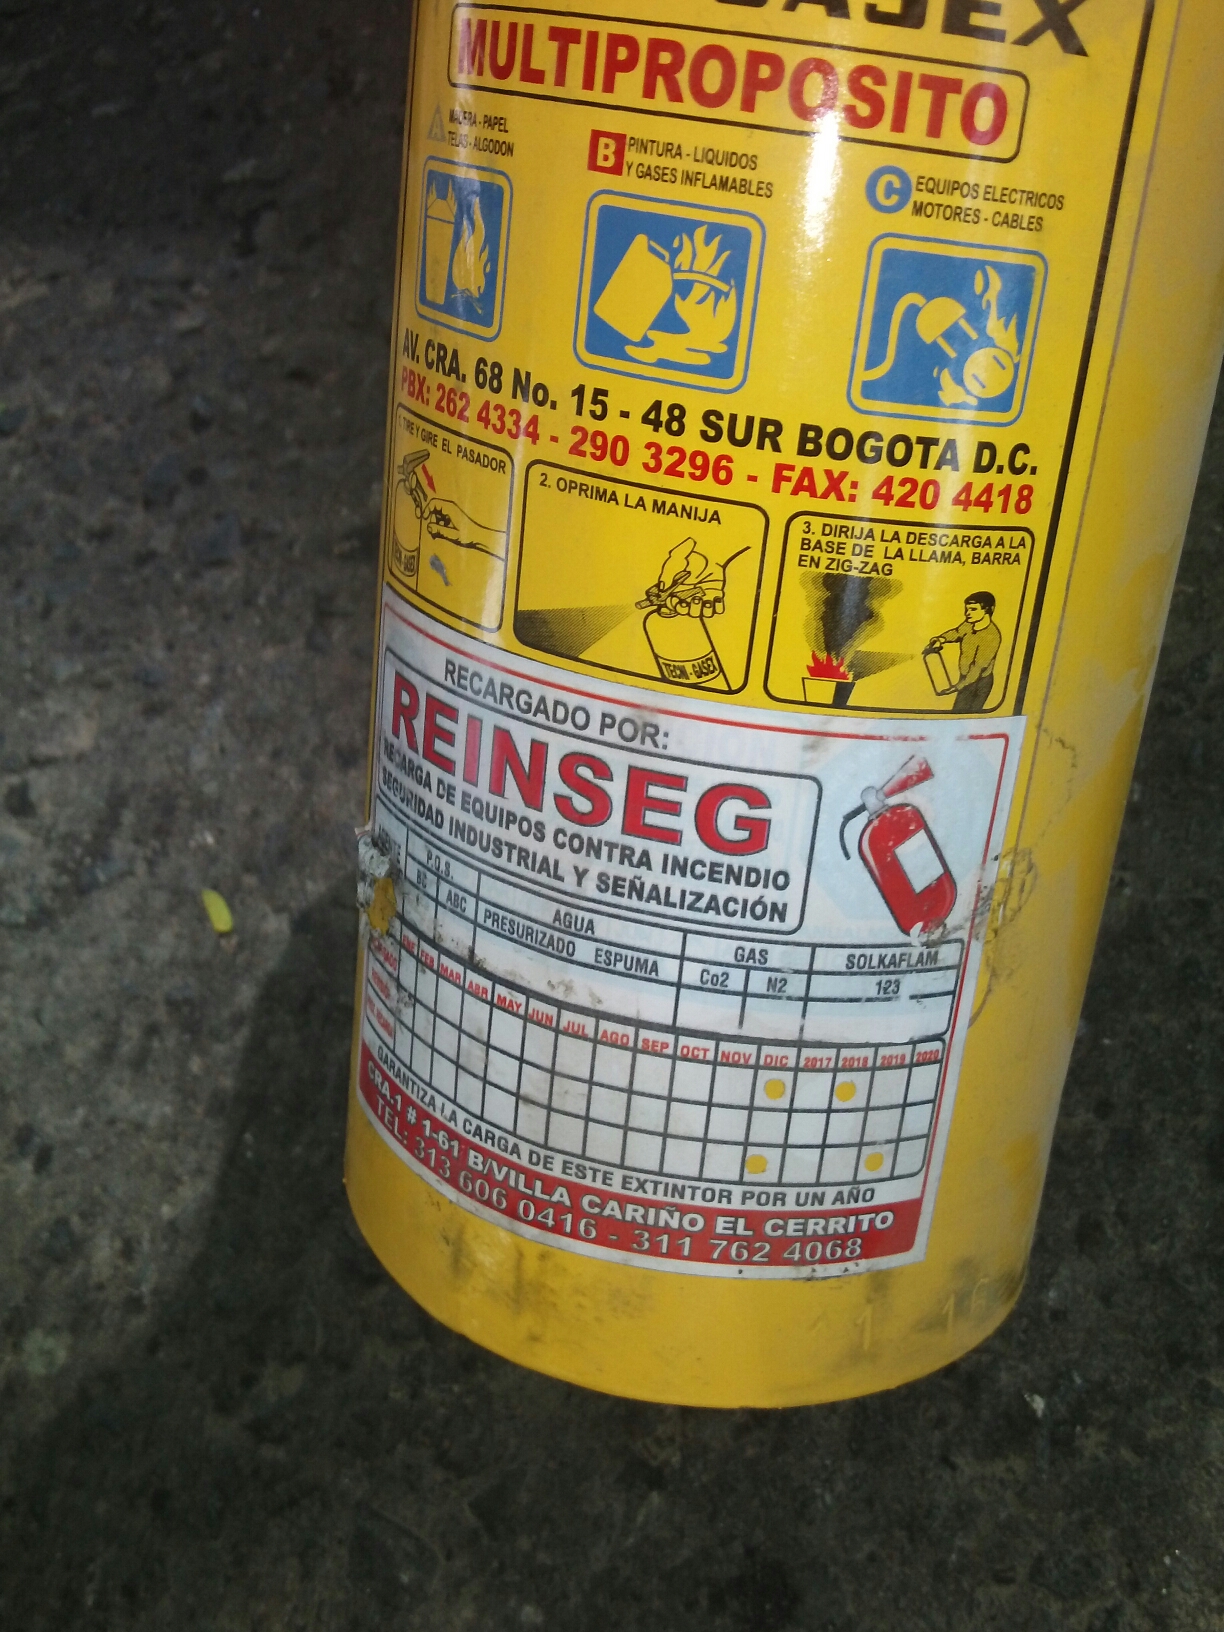 MULTIPROPOSITO
A MADERA - PAPEL
TELAS - ALGODON
B PINTURA - LIQUIDOS
Y GASES INFLAMABLES
C EQUIPOS ELECTRICOS
MOTORES - CABLES
AV. CRA. 68 No. 15 - 48 SUR BOGOTA D.C.
PBX: 262 4334 - 290 3296 - FAX: 420 4418
1. TIRE Y GIRE EL PASADOR
2. OPRIMA LA MANIJA
TECNI - GASEX
3. DIRIJA LA DESCARGA A LA
BASE DE LA LLAMA, BARRA
EN ZIG-ZAG
RECARGADO POR:
REINSEG
RECARGA DE EQUIPOS CONTRA INCENDIO
SEGURIDAD INDUSTRIAL Y SEÑALIZACIÓN
P.Q.S. AGUA GAS SOLKAFLAM
BC ABC PRESURIZADO ESPUMA Co2 N2 123
ENE FEB MAR ABR MAY JUN JUL AGO SEP OCT NOV DIC 2017 2018 2019 2020
GARANTIZA LA CARGA DE ESTE EXTINTOR POR UN AÑO
CRA.1 # 1-61 B/VILLA CARIÑO EL CERRITO
TEL: 313 606 0416 - 311 762 4068